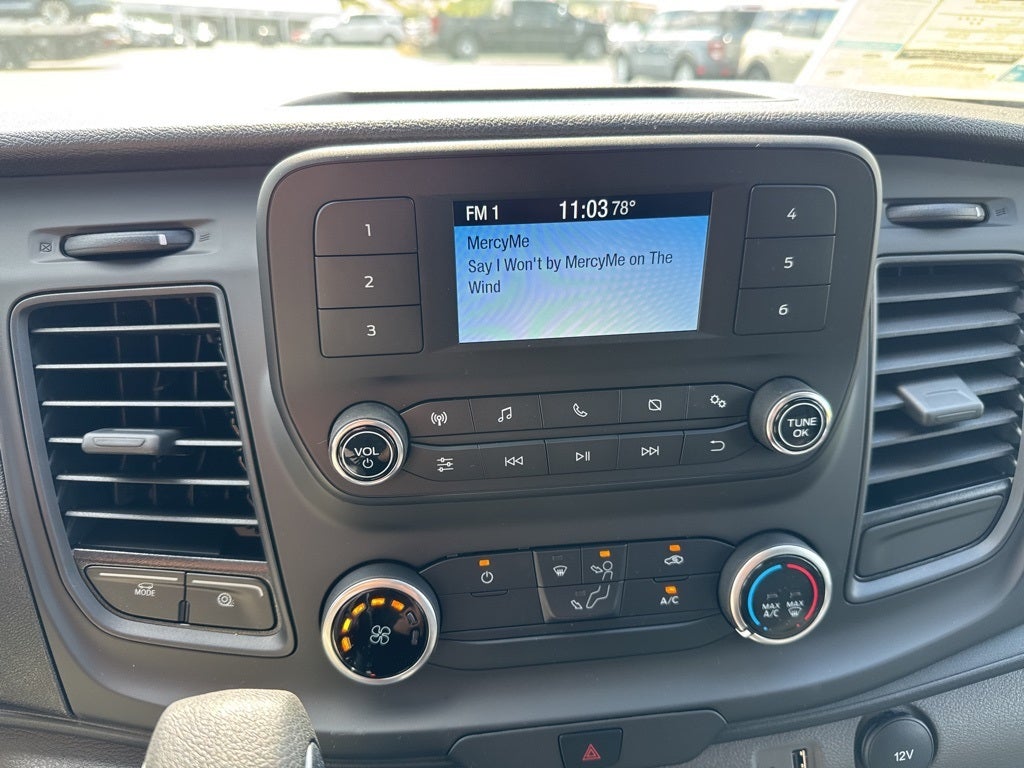 FM 1 11:03 78°
MercyMe
Say I Won't by MercyMe on The
Wind
1
2
3
4
5
6
VOL
TUNE
OK
MODE
A/C
MAX
A/C
MAX
12V